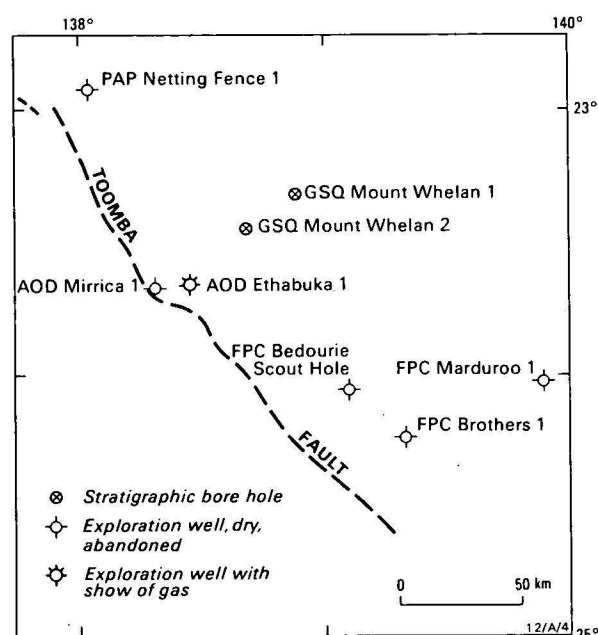 138°
140°
PAP Netting Fence 1
23°
TOOMBA
GSQ Mount Whelan 1
GSQ Mount Whelan 2
AOD Mirrica 1
AOD Ethabuka 1
FPC Bedourie
Scout Hole
FPC Marduroo 1
FPC Brothers 1
FAULT
Stratigraphic bore hole
Exploration well, dry,
abandoned
Exploration well with
show of gas
0
50 km
12/A/4
25°